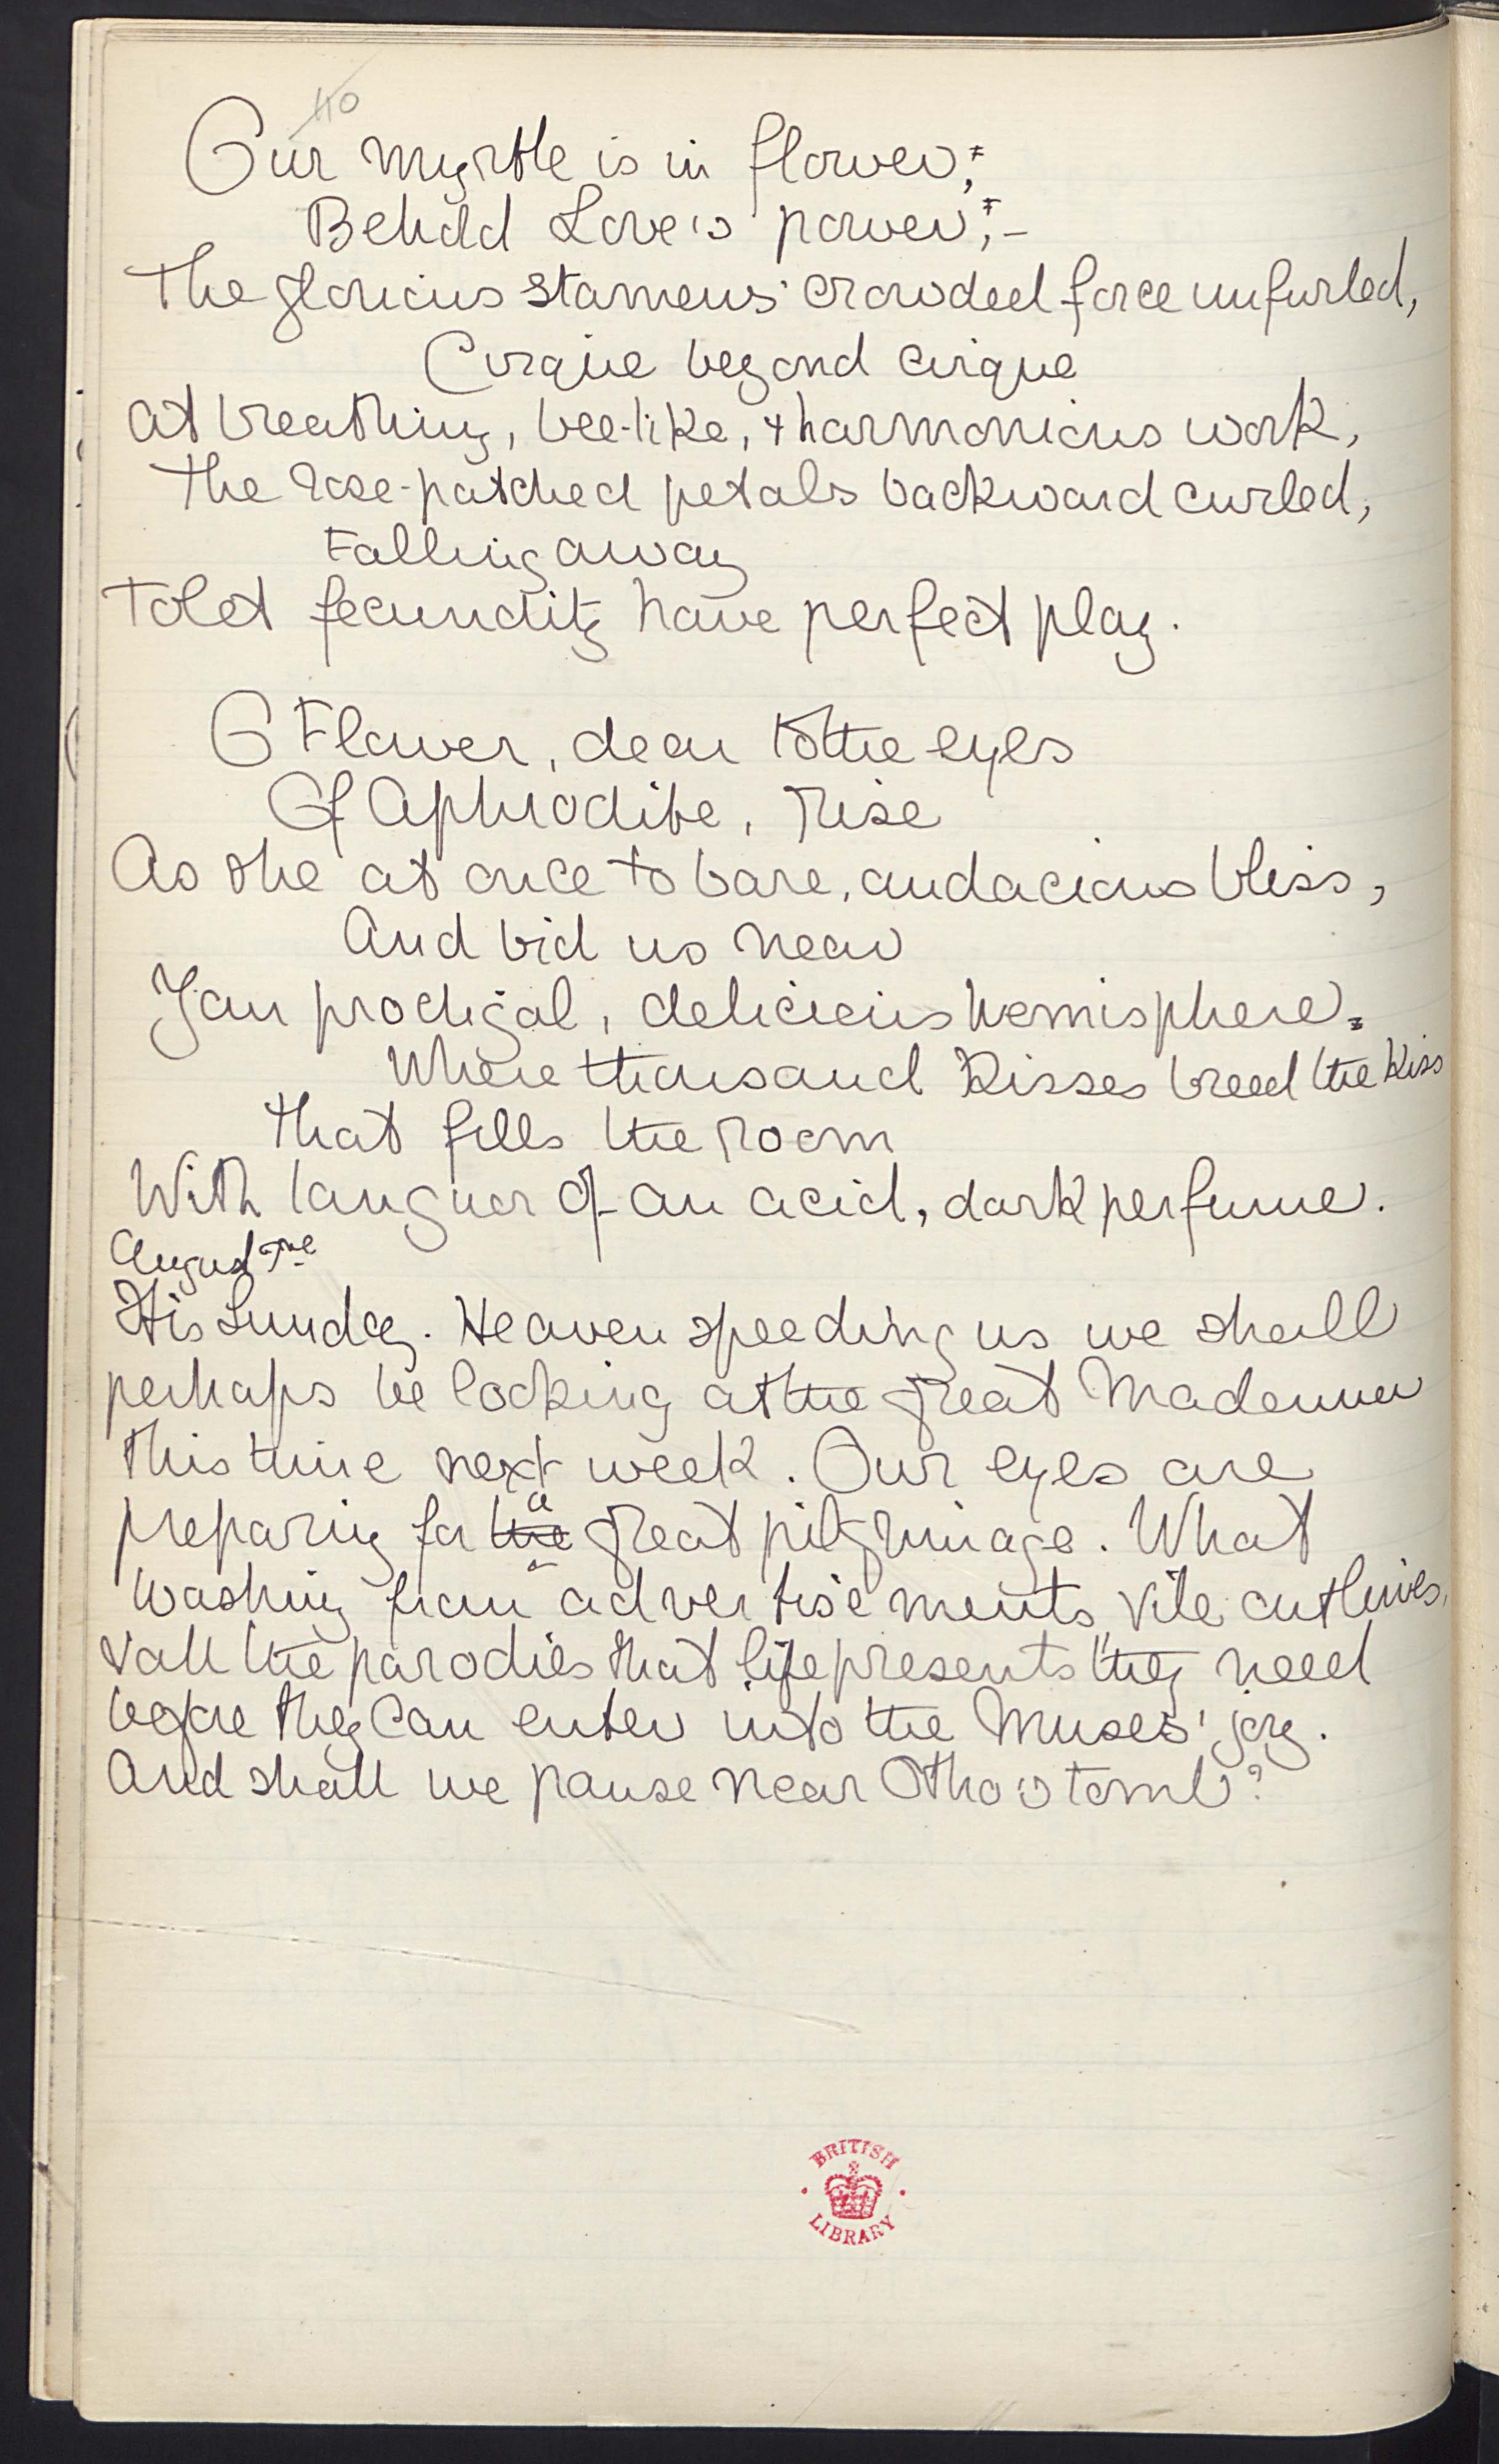 110
Our myrtle is in flower;
Behold Love's power;-
The glorious stamens' crowded force unfurled,
Cirque beyond cirque
At breathing, bee-like, & harmonious work,
The rose-patched petals backward curled,
Falling away
To let fecundity have perfect play.
O Flower, dear to the eyes
Of Aphrodite, rise
As she at once to bare, audacious bliss,
And bid us near
Your prodigal, delicious hemisphere,
Where thousand kisses breed the kiss
That fills the room
With languor of an acid, dark perfume.
August
It is Sunday. Heaven speeding us we shall
perhaps be looking at the great Madonna
this time next week. Our eyes are
a
preparing for the great pilgrimage. What
washing from advertisements, vile outlines,
& all the parodies that life presents they need
before they can enter into the Muses' joy.
And shall we pause near Otho's tomb?
BRITISH
LIBRARY